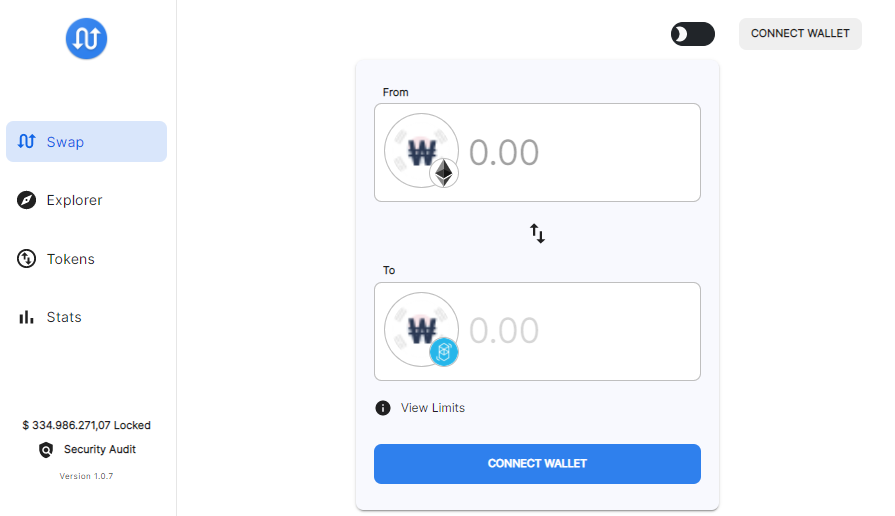 CONNECT WALLET
Swap
Explorer
Tokens
Stats
$ 334.986.271,07 Locked
Security Audit
Version 1.0.7
From
₩
0.00
To
₩
0.00
View Limits
CONNECT WALLET